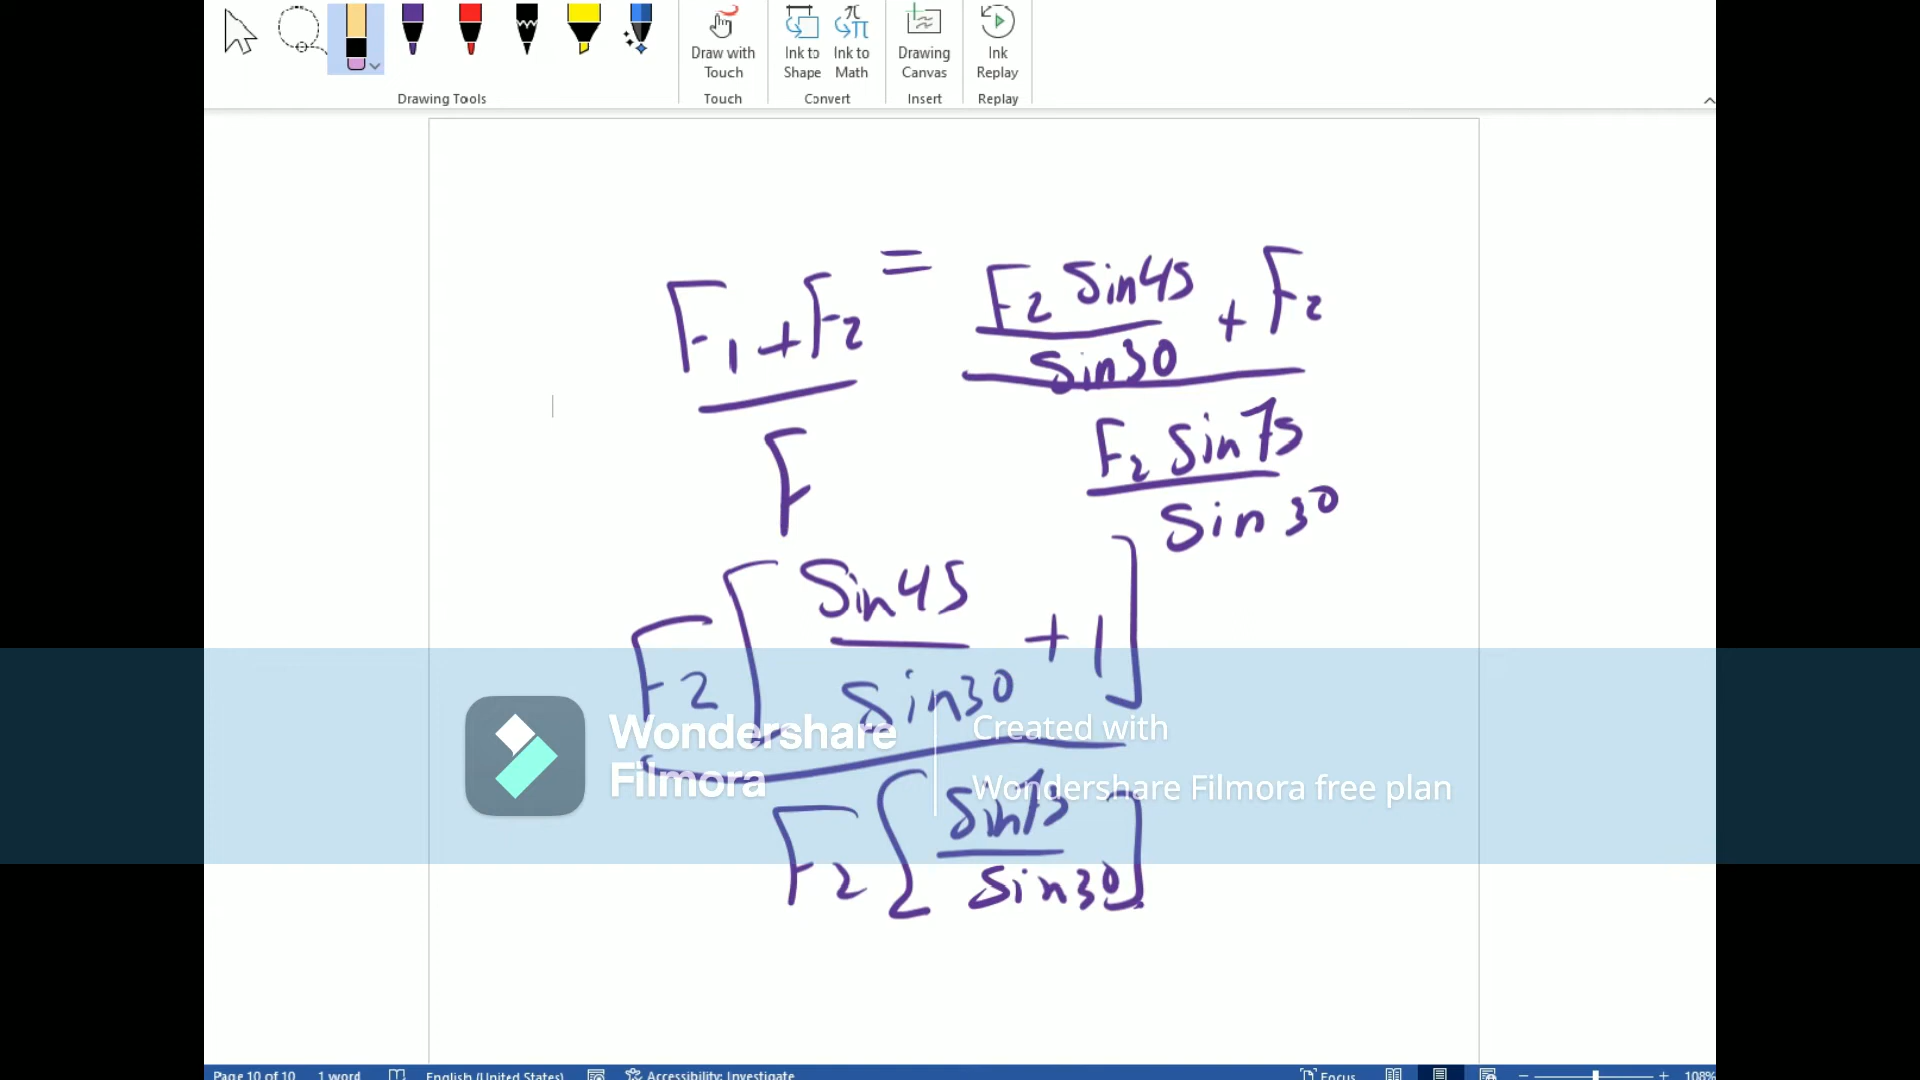 Draw with Touch
Ink to Shape
Ink to Math
Drawing Canvas
Ink Replay
Drawing Tools
Touch
Convert
Insert
Replay
F1 + F2 = F2 Sin45 + F2
Sin30
F
F2 Sin75
Sin30
F2 [ Sin45 + 1 ]
Sin30
F2 [ Sin75
Sin30 ]
Wondershare Filmora
Created with
Wondershare Filmora free plan
Page 10 of 10 1 word English (United States) Accessibility: Investigate Focus 108%